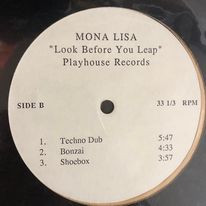 MONA LISA
"Look Before You Leap"
Playhouse Records
SIDE B 33 1/3 RPM
1. Techno Dub 5:47
2. Bonzai 4:33
3. Shoebox 3:57